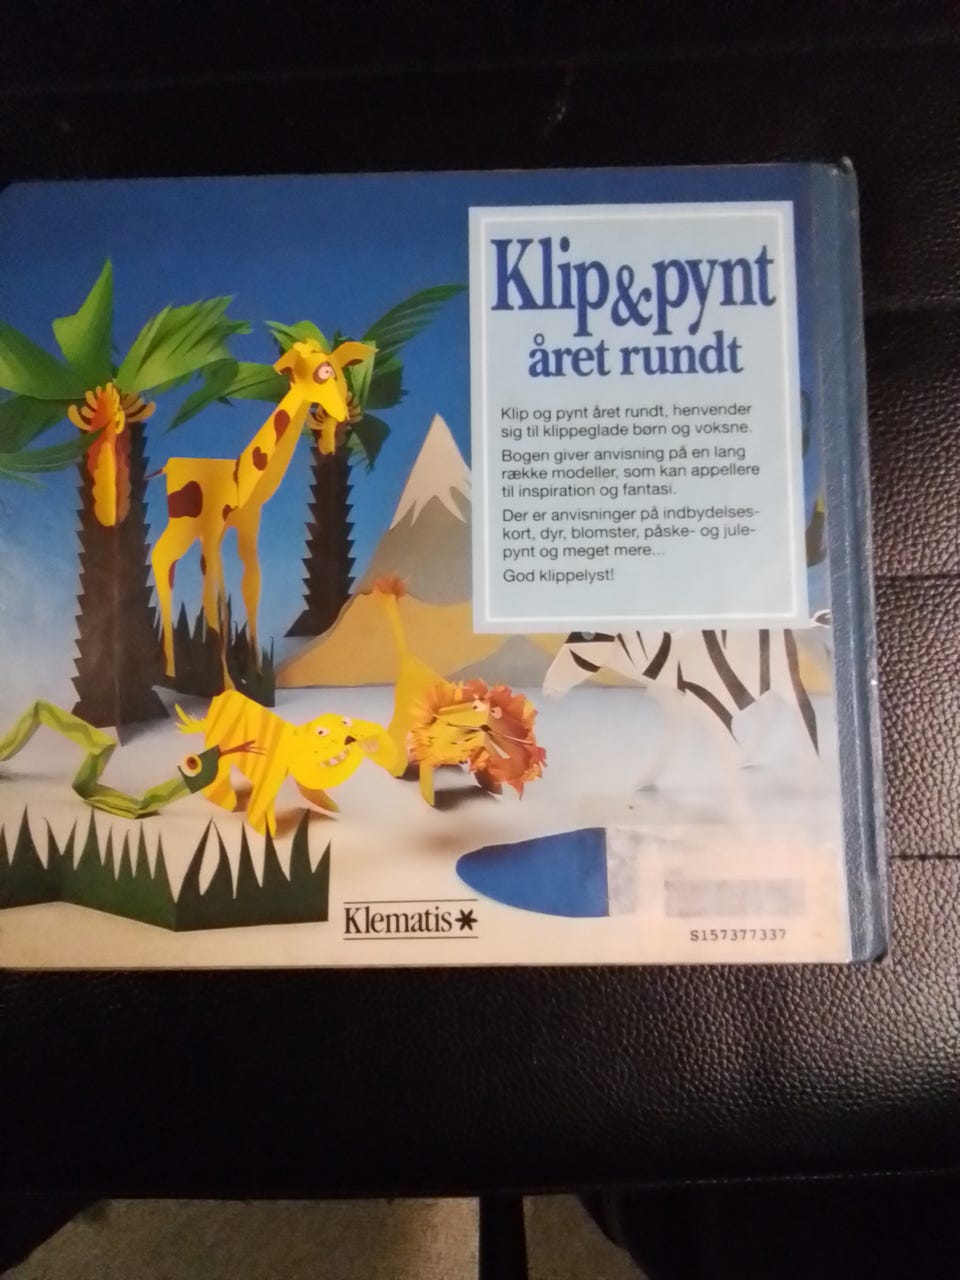 Klip & pynt
året rundt
Klip og pynt året rundt, henvender
sig til klippeglade børn og voksne.
Bogen giver anvisning på en lang
række modeller, som kan appellere
til inspiration og fantasi.
Der er anvisninger på indbydelses-
kort, dyr, blomster, påske- og jule-
pynt og meget mere...
God klippelyst!
Klematis
S157377337